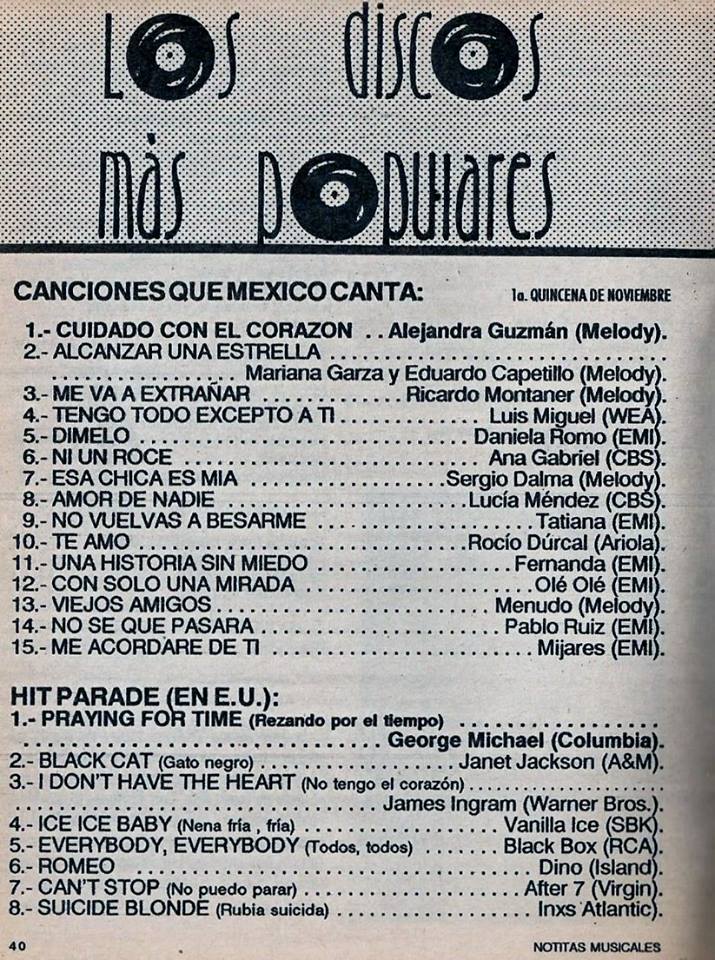 Los discos
màs populares
CANCIONES QUE MEXICO CANTA: 1a. QUINCENA DE NOVIEMBRE
1.- CUIDADO CON EL CORAZON . . Alejandra Guzmán (Melody).
2.- ALCANZAR UNA ESTRELLA . . . . . . . . . . . . . . . . . . . . . . . . . . . .
. . . . . . . . . . . . . . . . . . Mariana Garza y Eduardo Capetillo (Melody).
3.- ME VA A EXTRAÑAR . . . . . . . . . . . . Ricardo Montaner (Melody).
4.- TENGO TODO EXCEPTO A TI . . . . . . . . . . . . Luis Miguel (WEA).
5.- DIMELO . . . . . . . . . . . . . . . . . . . . . . . . . . . . Daniela Romo (EMI).
6.- NI UN ROCE . . . . . . . . . . . . . . . . . . . . . . . . Ana Gabriel (CBS).
7.- ESA CHICA ES MIA . . . . . . . . . . . . . . . . Sergio Dalma (Melody).
8.- AMOR DE NADIE . . . . . . . . . . . . . . . . . . . . Lucía Méndez (CBS).
9.- NO VUELVAS A BESARME . . . . . . . . . . . . . . . . . Tatiana (EMI).
10.- TE AMO . . . . . . . . . . . . . . . . . . . . . . . . . . . Rocío Dúrcal (Ariola).
11.- UNA HISTORIA SIN MIEDO . . . . . . . . . . . . . . . . Fernanda (EMI).
12.- CON SOLO UNA MIRADA . . . . . . . . . . . . . . . . . . Olé Olé (EMI).
13.- VIEJOS AMIGOS . . . . . . . . . . . . . . . . . . . . . . . Menudo (Melody).
14.- NO SE QUE PASARA . . . . . . . . . . . . . . . . . . . Pablo Ruiz (EMI).
15.- ME ACORDARE DE TI . . . . . . . . . . . . . . . . . . . . . Mijares (EMI).
HIT PARADE (EN E.U.):
1.- PRAYING FOR TIME (Rezando por el tiempo) . . . . . . . . . . . . . . . .
. . . . . . . . . . . . . . . . . . . . . . . . . . . . George Michael (Columbia).
2.- BLACK CAT (Gato negro) . . . . . . . . . . . . . . . Janet Jackson (A&M).
3.- I DON'T HAVE THE HEART (No tengo el corazón) . . . . . . . . . . . . . . .
. . . . . . . . . . . . . . . . . . . . . . . . . . . . James Ingram (Warner Bros.).
4.- ICE ICE BABY (Nena fría , fría) . . . . . . . . . . . . . . . Vanilla Ice (SBK).
5.- EVERYBODY, EVERYBODY (Todos, todos) . . . . . . . Black Box (RCA).
6.- ROMEO . . . . . . . . . . . . . . . . . . . . . . . . . . . . . . Dino (Island).
7.- CAN'T STOP (No puedo parar) . . . . . . . . . . . . . . . . After 7 (Virgin).
8.- SUICIDE BLONDE (Rubia suicida) . . . . . . . . . . . . . Inxs Atlantic).
40 NOTITAS MUSICALES